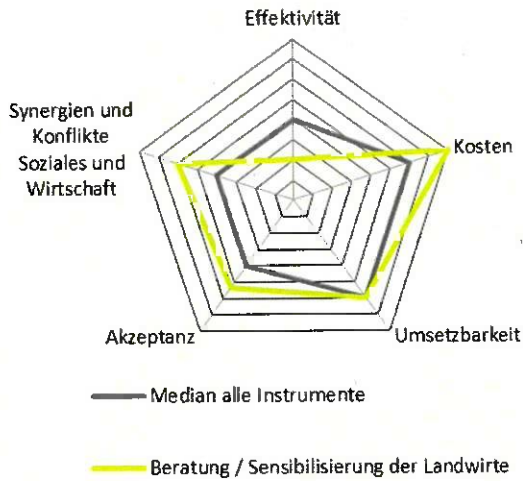 Effektivität
Synergien und
Konflikte
Soziales und
Wirtschaft
Kosten
Akzeptanz
Umsetzbarkeit
Median alle Instrumente
Beratung / Sensibilisierung der Landwirte